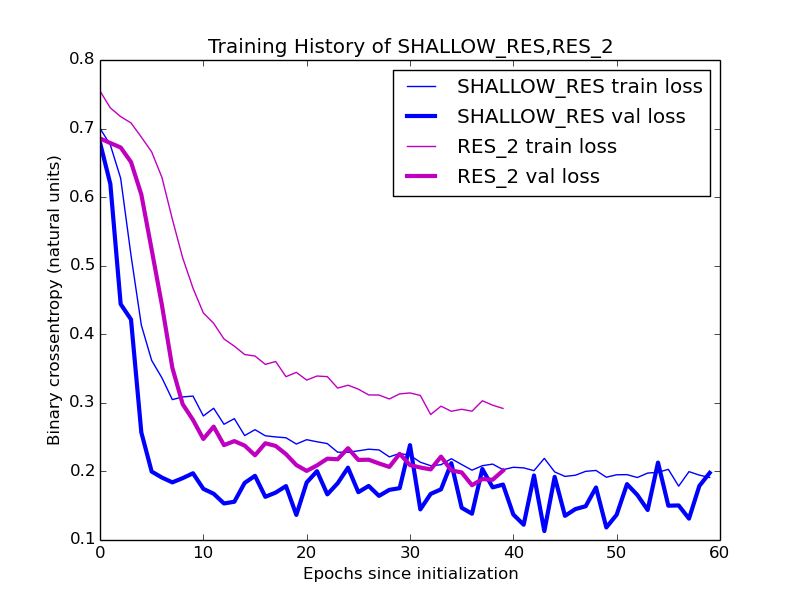 Training History of SHALLOW_RES,RES_2
0.8
0.7
0.6
0.5
0.4
0.3
0.2
0.1
Binary crossentropy (natural units)
SHALLOW_RES train loss
SHALLOW_RES val loss
RES_2 train loss
RES_2 val loss
0 10 20 30 40 50 60
Epochs since initialization